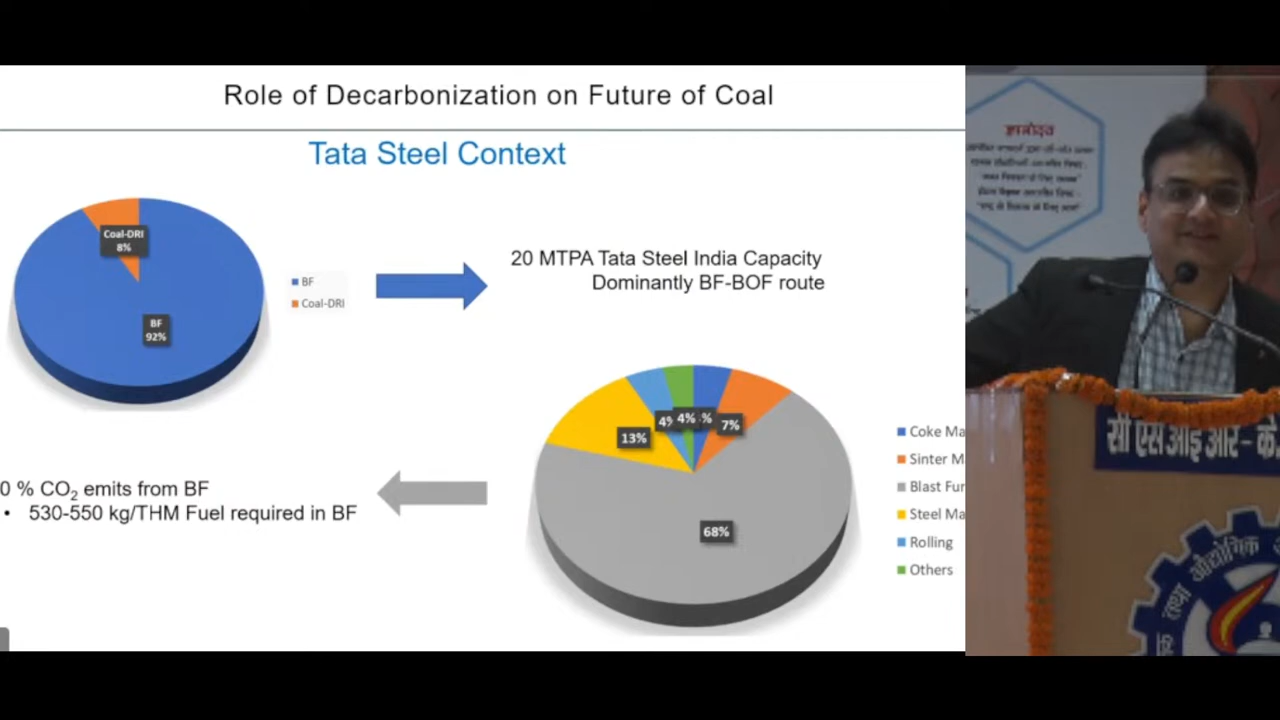 Role of Decarbonization on Future of Coal
Tata Steel Context
Coal-DRI
8%
BF
92%
BF
Coal-DRI
20 MTPA Tata Steel India Capacity
Dominantly BF-BOF route
4%
4%
%
7%
13%
68%
Coke Ma
Sinter M
Blast Fur
Steel Ma
Rolling
Others
0 % CO₂ emits from BF
• 530-550 kg/THM Fuel required in BF
ज्ञानोदय
सी एस आई आर - के
तथा औद्योगिक